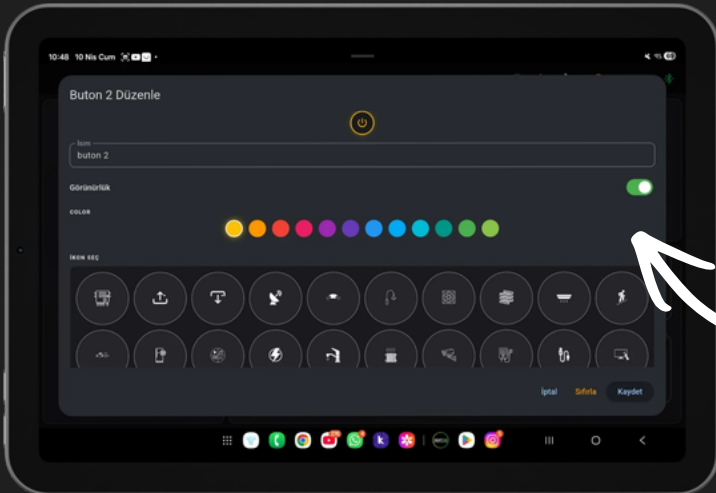 10:48 10 Nis Cum
Buton 2 Düzenle
İsim
buton 2
Görünürlük
COLOR
İKON SEÇ
İptal Sıfırla Kaydet